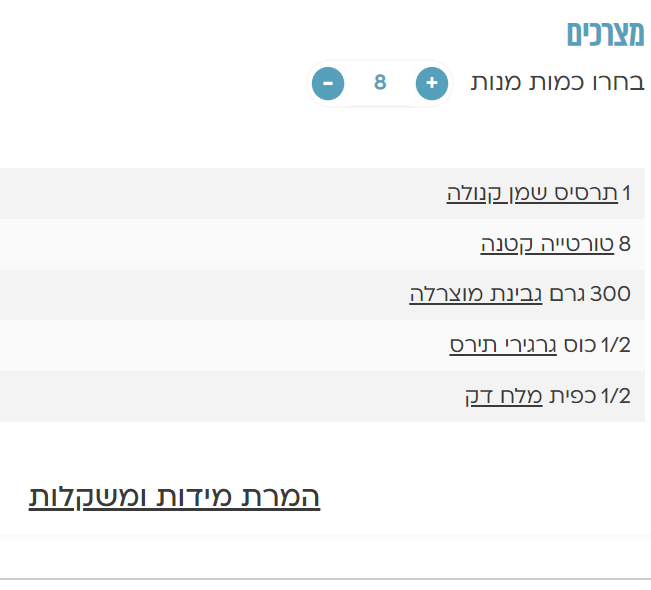 מצרכים
בחרו כמות מנות + 8 -
1 תרסיס שמן קנולה
8 טורטייה קטנה
300 גרם גבינת מוצרלה
1/2 כוס גרגירי תירס
1/2 כפית מלח דק
המרת מידות ומשקלות